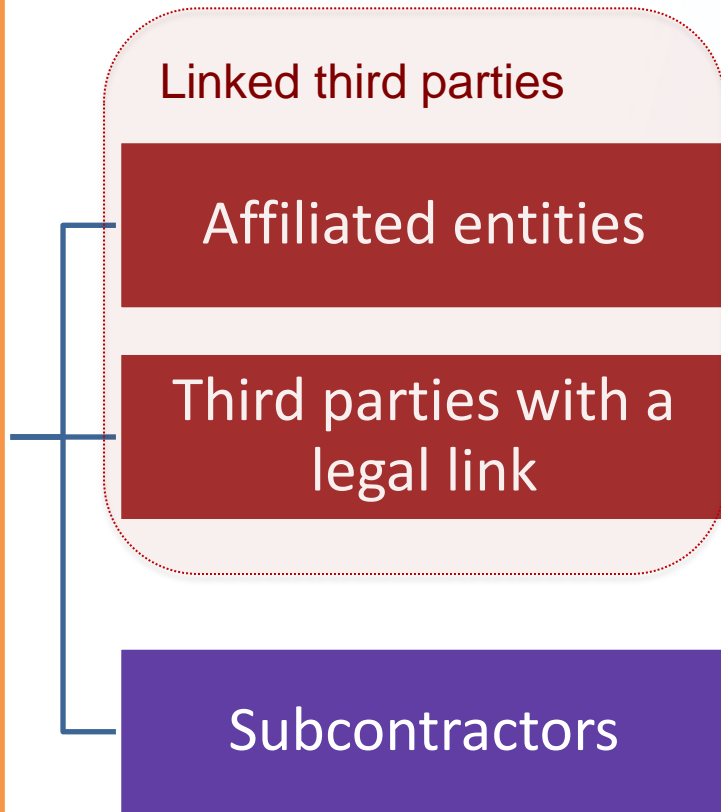 Linked third parties
Affiliated entities
Third parties with a
legal link
Subcontractors